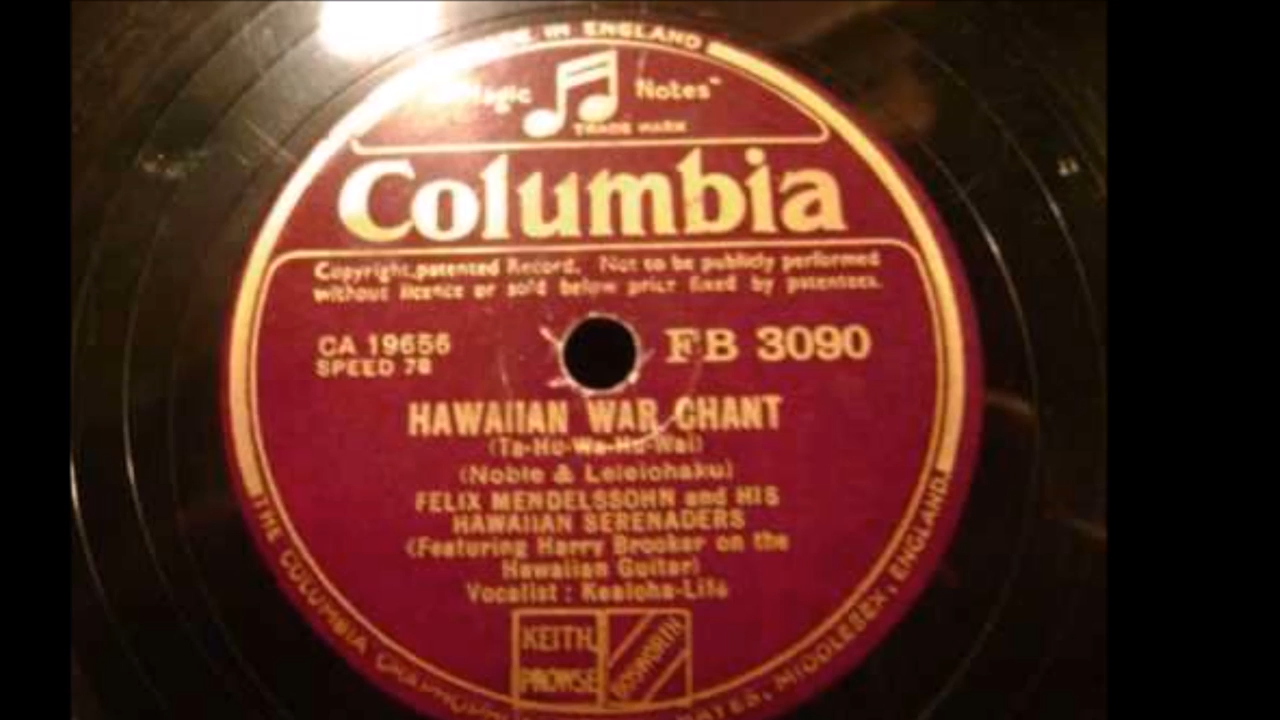 IN ENGLAND
Magic Notes"
TRADE MARK
Columbia
Copyright, patented Record. Not to be publicly performed
without licence or sold below price fixed by patentees.
CA 19656
SPEED 78
FB 3090
HAWAIIAN WAR CHANT
(Ta-Hu-Wa-Hu-Wai)
(Noble & Leleiohaku)
FELIX MENDELSSOHN and HIS
HAWAIIAN SERENADERS
(Featuring Harry Brooker on the
Hawaiian Guitar)
Vocalist : Kealoha-Life
KEITH
PROWSE
BOSWORTH
THE COLUMBIA GRAPHOPHONE HAYES, MIDDLESEX, ENGLAND.